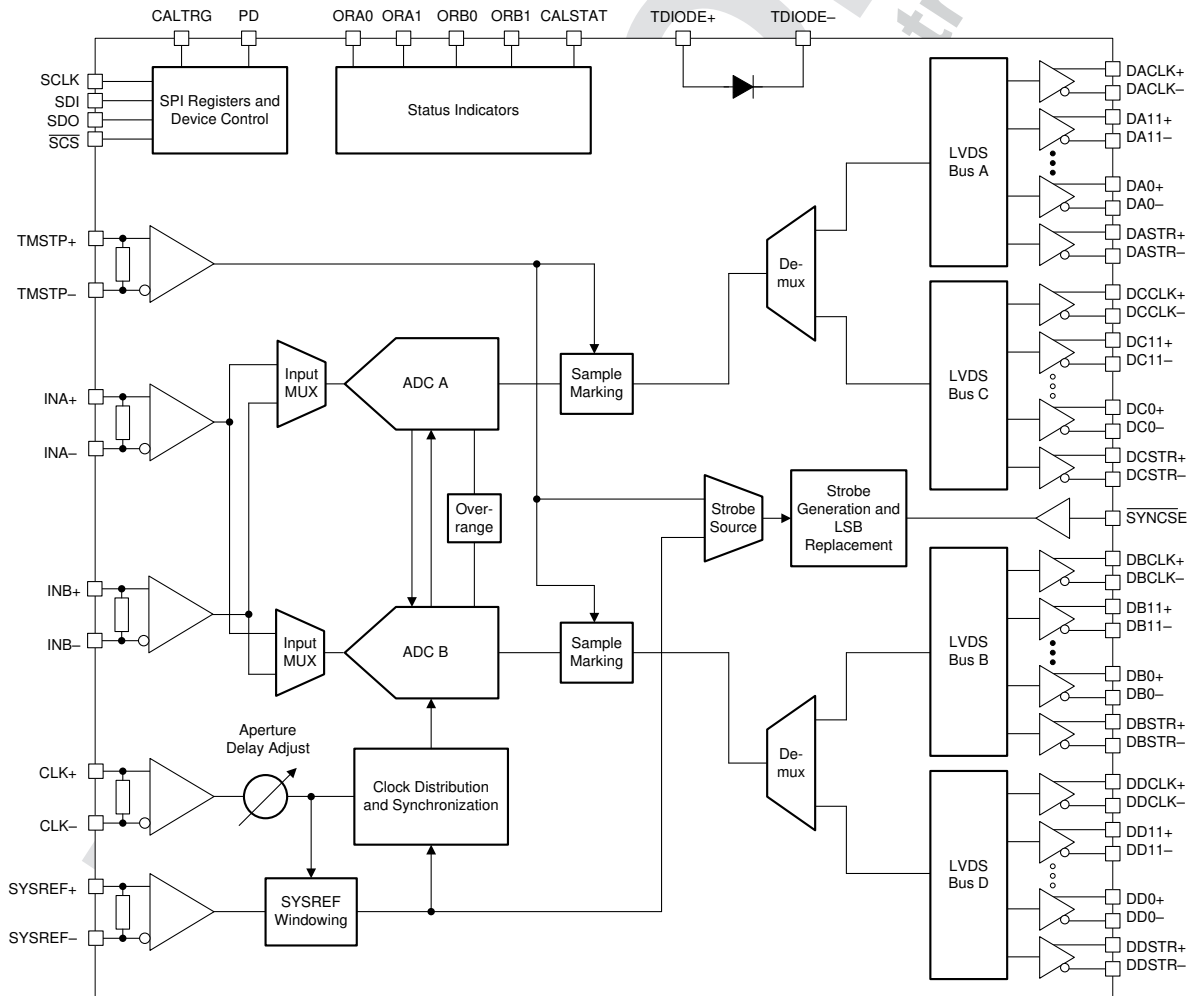 CALTRG PD ORA0 ORA1 ORB0 ORB1 CALSTAT TDIODE+ TDIODE–
SCLK
SDI
SDO
SCS
SPI Registers and
Device Control
Status Indicators
TMSTP+
TMSTP–
INA+
INA–
INB+
INB–
CLK+
CLK–
SYSREF+
SYSREF–
Input
MUX
ADC A
Sample
Marking
Over-
range
Input
MUX
ADC B
Sample
Marking
Aperture
Delay Adjust
Clock Distribution
and Synchronization
SYSREF
Windowing
Strobe
Source
Strobe
Generation and
LSB
Replacement
De-
mux
De-
mux
LVDS
Bus A
LVDS
Bus C
LVDS
Bus B
LVDS
Bus D
DACLK+
DACLK–
DA11+
DA11–
DA0+
DA0–
DASTR+
DASTR–
DCCLK+
DCCLK–
DC11+
DC11–
DC0+
DC0–
DCSTR+
DCSTR–
SYNCSE
DBCLK+
DBCLK–
DB11+
DB11–
DB0+
DB0–
DBSTR+
DBSTR–
DDCLK+
DDCLK–
DD11+
DD11–
DD0+
DD0–
DDSTR+
DDSTR–